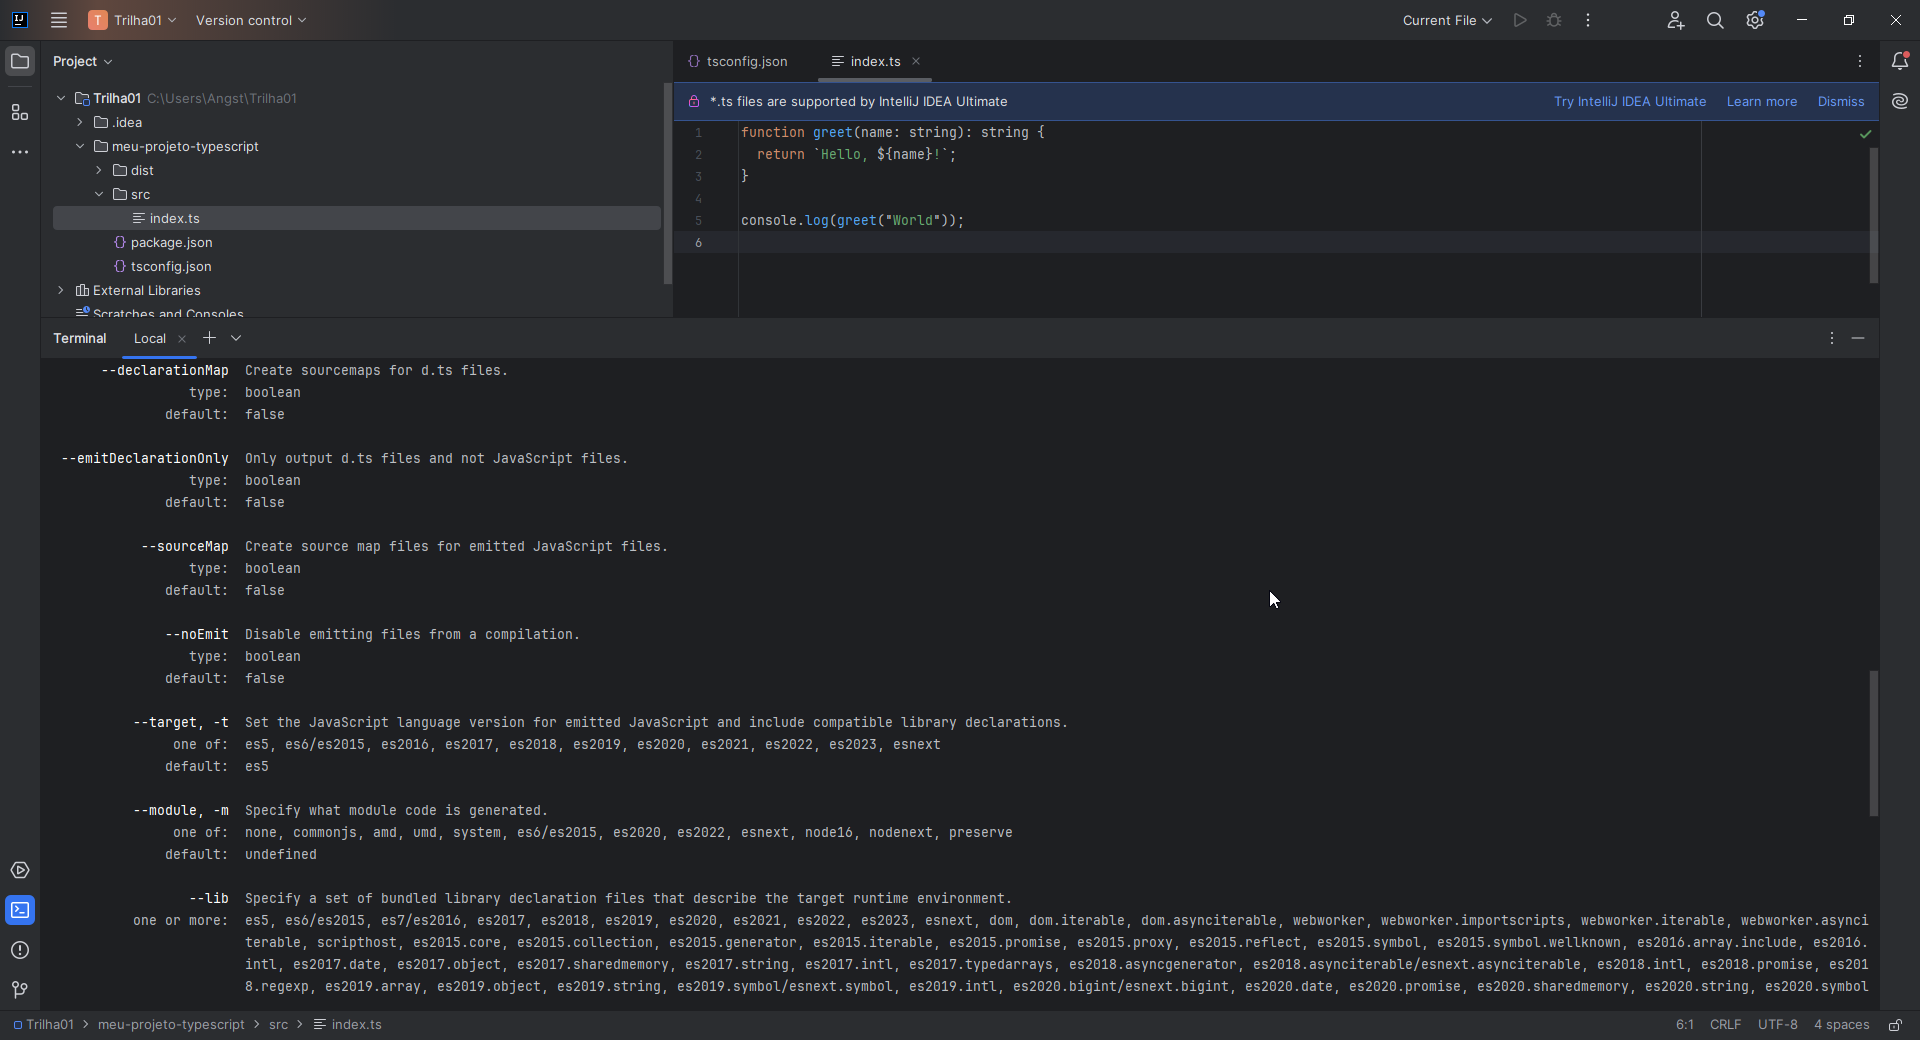 T Trilha01 Version control Current File
Project
tsconfig.json index.ts
*.ts files are supported by IntelliJ IDEA Ultimate Try IntelliJ IDEA Ultimate Learn more Dismiss
Trilha01 C:\Users\Angst\Trilha01
.idea
meu-projeto-typescript
dist
src
index.ts
package.json
tsconfig.json
External Libraries
Scratches and Consoles
1 function greet(name: string): string {
2 return `Hello, ${name}!`;
3 }
4
5 console.log(greet("World"));
6
Terminal Local
--declarationMap Create sourcemaps for d.ts files.
type: boolean
default: false
--emitDeclarationOnly Only output d.ts files and not JavaScript files.
type: boolean
default: false
--sourceMap Create source map files for emitted JavaScript files.
type: boolean
default: false
--noEmit Disable emitting files from a compilation.
type: boolean
default: false
--target, -t Set the JavaScript language version for emitted JavaScript and include compatible library declarations.
one of: es5, es6/es2015, es2016, es2017, es2018, es2019, es2020, es2021, es2022, es2023, esnext
default: es5
--module, -m Specify what module code is generated.
one of: none, commonjs, amd, umd, system, es6/es2015, es2020, es2022, esnext, node16, nodenext, preserve
default: undefined
--lib Specify a set of bundled library declaration files that describe the target runtime environment.
one or more: es5, es6/es2015, es7/es2016, es2017, es2018, es2019, es2020, es2021, es2022, es2023, esnext, dom, dom.iterable, dom.asynciterable, webworker, webworker.importscripts, webworker.iterable, webworker.asynci
terable, scripthost, es2015.core, es2015.collection, es2015.generator, es2015.iterable, es2015.promise, es2015.proxy, es2015.reflect, es2015.symbol, es2015.symbol.wellknown, es2016.array.include, es2016.
intl, es2017.date, es2017.object, es2017.sharedmemory, es2017.string, es2017.intl, es2017.typedarrays, es2018.asyncgenerator, es2018.asynciterable/esnext.asynciterable, es2018.intl, es2018.promise, es201
8.regexp, es2019.array, es2019.object, es2019.string, es2019.symbol/esnext.symbol, es2019.intl, es2020.bigint/esnext.bigint, es2020.date, es2020.promise, es2020.sharedmemory, es2020.string, es2020.symbol
Trilha01 > meu-projeto-typescript > src > index.ts 6:1 CRLF UTF-8 4 spaces